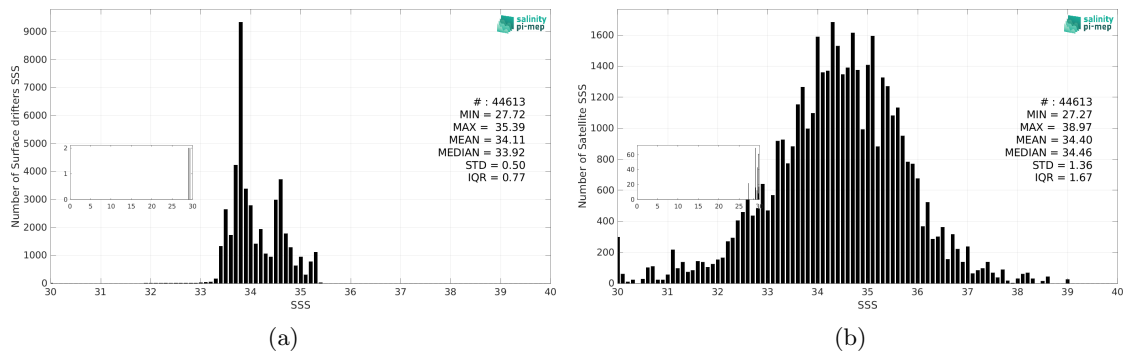 salinity
pi-mep
9000
8000
7000
6000
5000
4000
3000
2000
1000
0
Number of Surface drifters SSS
# : 44613
MIN = 27.72
MAX = 35.39
MEAN = 34.11
MEDIAN = 33.92
STD = 0.50
IQR = 0.77
2
1
0
0 5 10 15 20 25 30
30 31 32 33 34 35 36 37 38 39 40
SSS
(a)
salinity
pi-mep
1600
1400
1200
1000
800
600
400
200
0
Number of Satellite SSS
# : 44613
MIN = 27.27
MAX = 38.97
MEAN = 34.40
MEDIAN = 34.46
STD = 1.36
IQR = 1.67
60
40
20
0
0 5 10 15 20 25
30 31 32 33 34 35 36 37 38 39 40
SSS
(b)